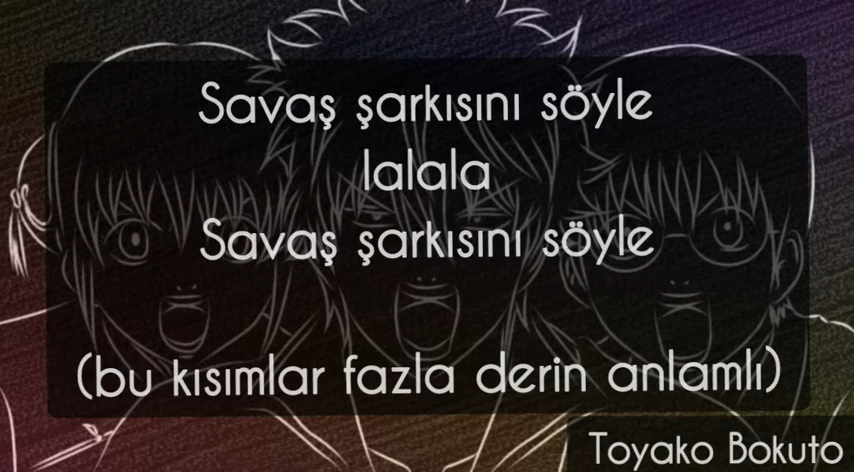 Savaş şarkısını söyle
lalala
Savaş şarkısını söyle
(bu kısımlar fazla derin anlamlı)
Toyako Bokuto